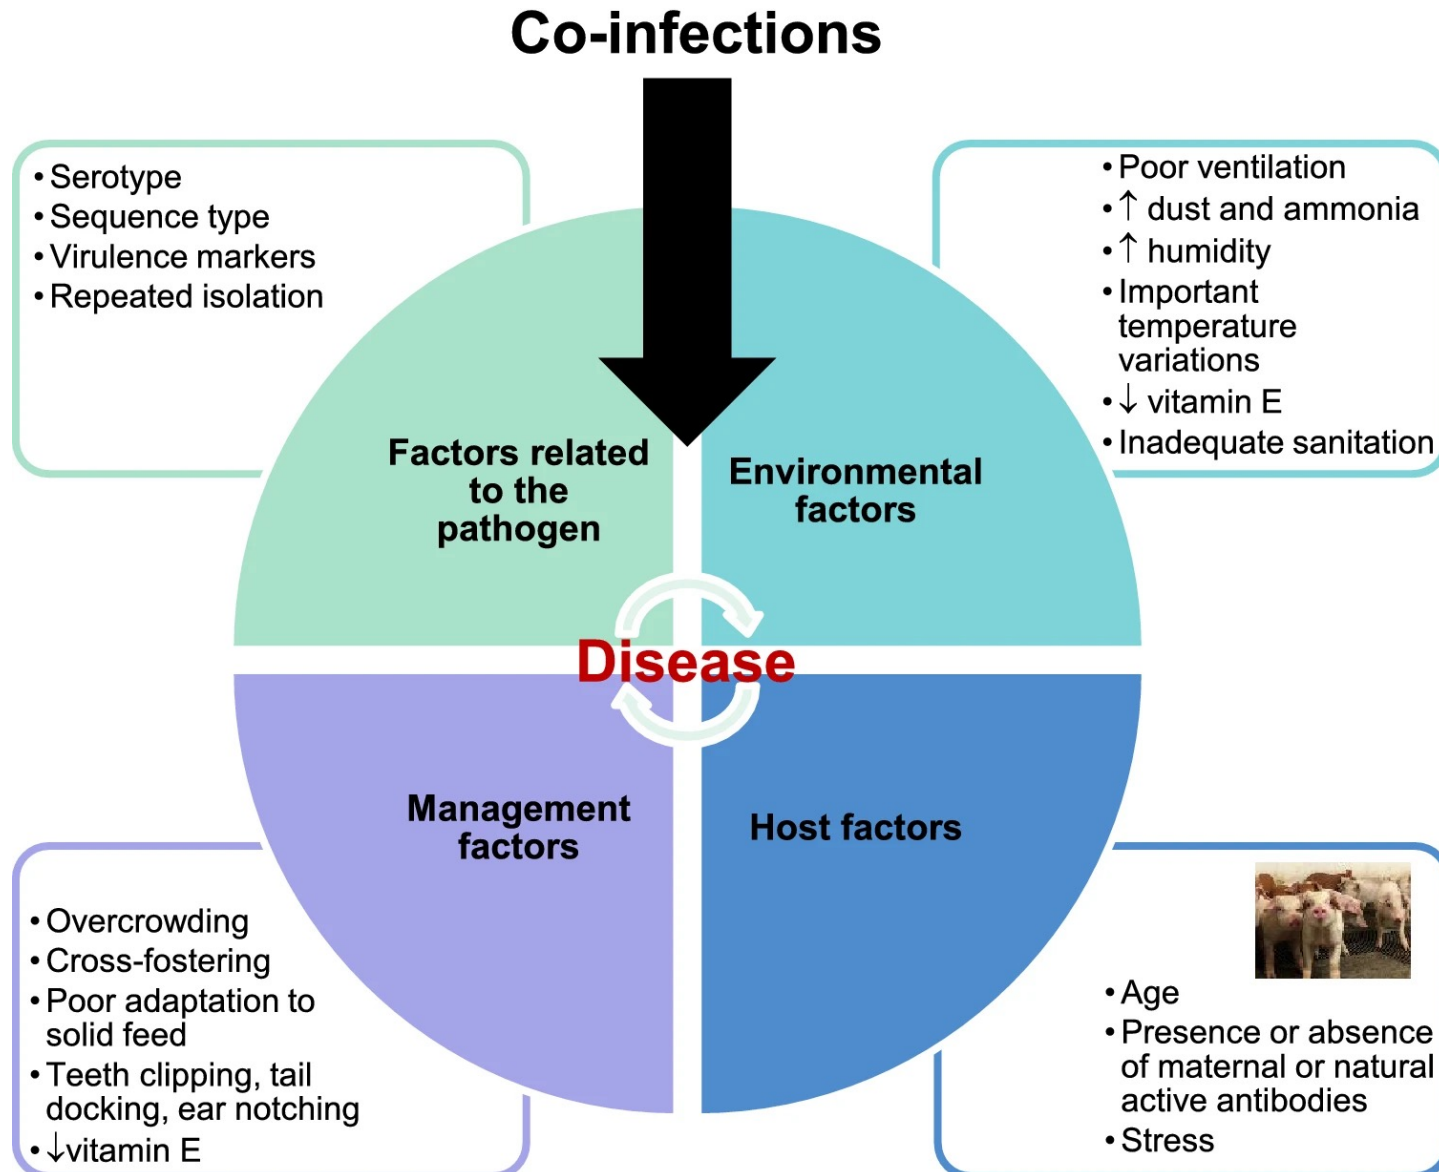 Co-infections
• Serotype
• Sequence type
• Virulence markers
• Repeated isolation
• Poor ventilation
• ↑ dust and ammonia
• ↑ humidity
• Important
temperature
variations
• ↓ vitamin E
• Inadequate sanitation
Factors related
to the
pathogen
Environmental
factors
Disease
Management
factors
Host factors
• Overcrowding
• Cross-fostering
• Poor adaptation to
solid feed
• Teeth clipping, tail
docking, ear notching
• ↓vitamin E
• Age
• Presence or absence
of maternal or natural
active antibodies
• Stress